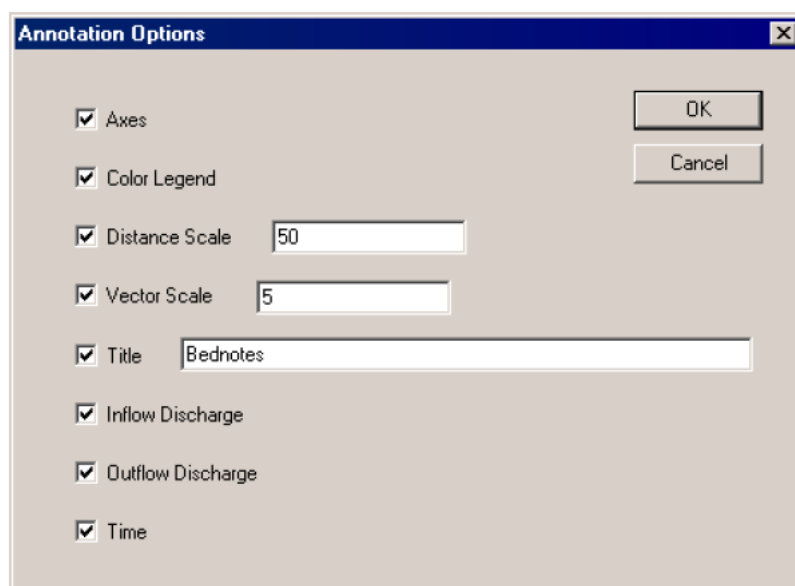 Annotation Options
Axes
OK
Color Legend
Cancel
Distance Scale 50
Vector Scale 5
Title Bednotes
Inflow Discharge
Outflow Discharge
Time